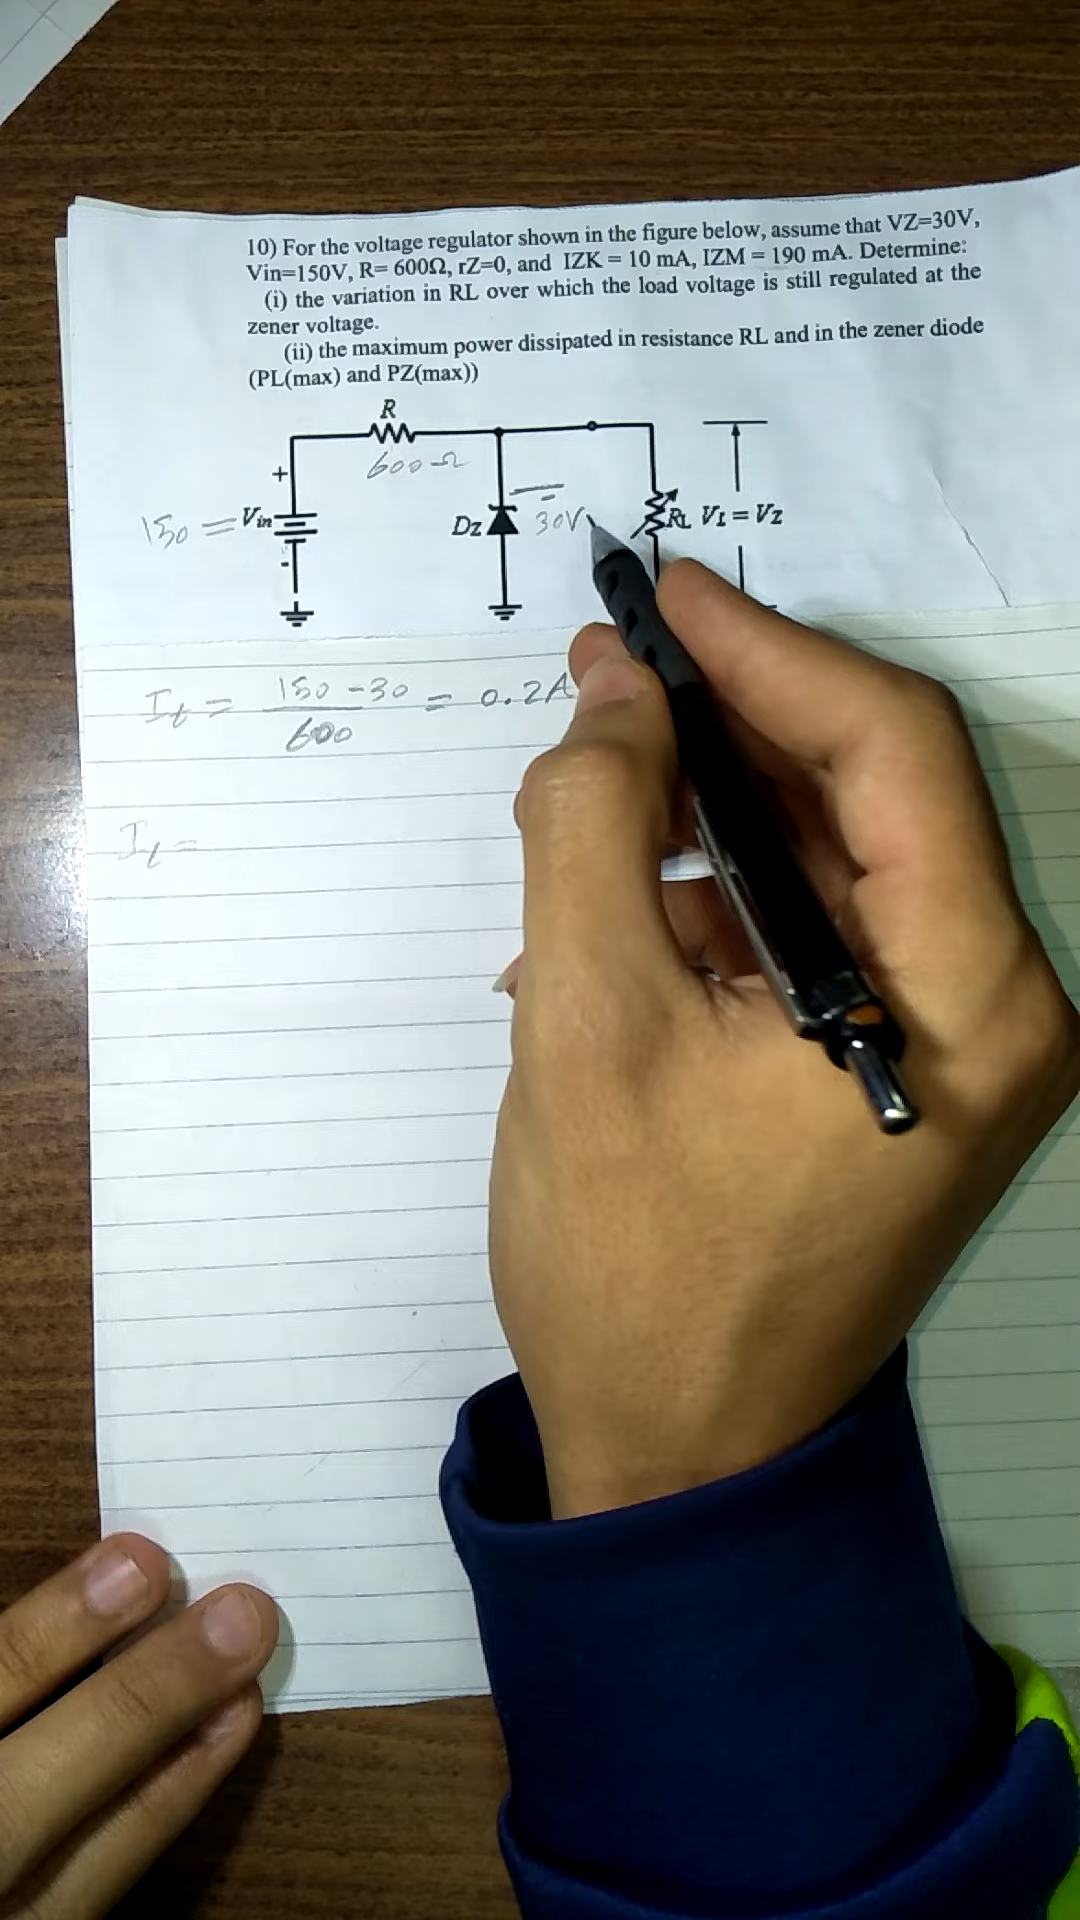 10) For the voltage regulator shown in the figure below, assume that VZ=30V,
Vin=150V, R= 600Ω, rZ=0, and IZK = 10 mA, IZM = 190 mA. Determine:
(i) the variation in RL over which the load voltage is still regulated at the
zener voltage.
(ii) the maximum power dissipated in resistance RL and in the zener diode
(PL(max) and PZ(max))
R
600Ω
+
150 = Vin
-
DZ
30V
RL
VL = VZ
It = 150 - 30 / 600 = 0.2A
IL =